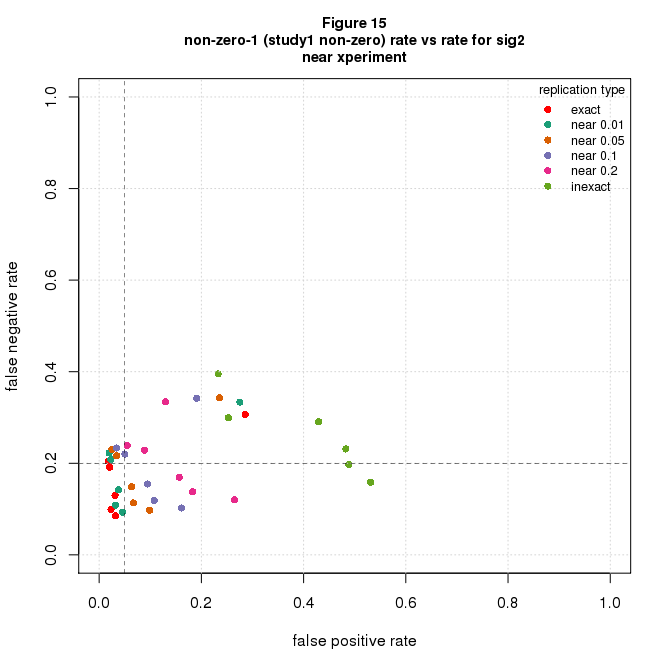 Figure 15
non-zero-1 (study1 non-zero) rate vs rate for sig2
near xperiment
replication type
exact
near 0.01
near 0.05
near 0.1
near 0.2
inexact
1.0
0.8
0.6
0.4
0.2
0.0
false negative rate
0.0 0.2 0.4 0.6 0.8 1.0
false positive rate